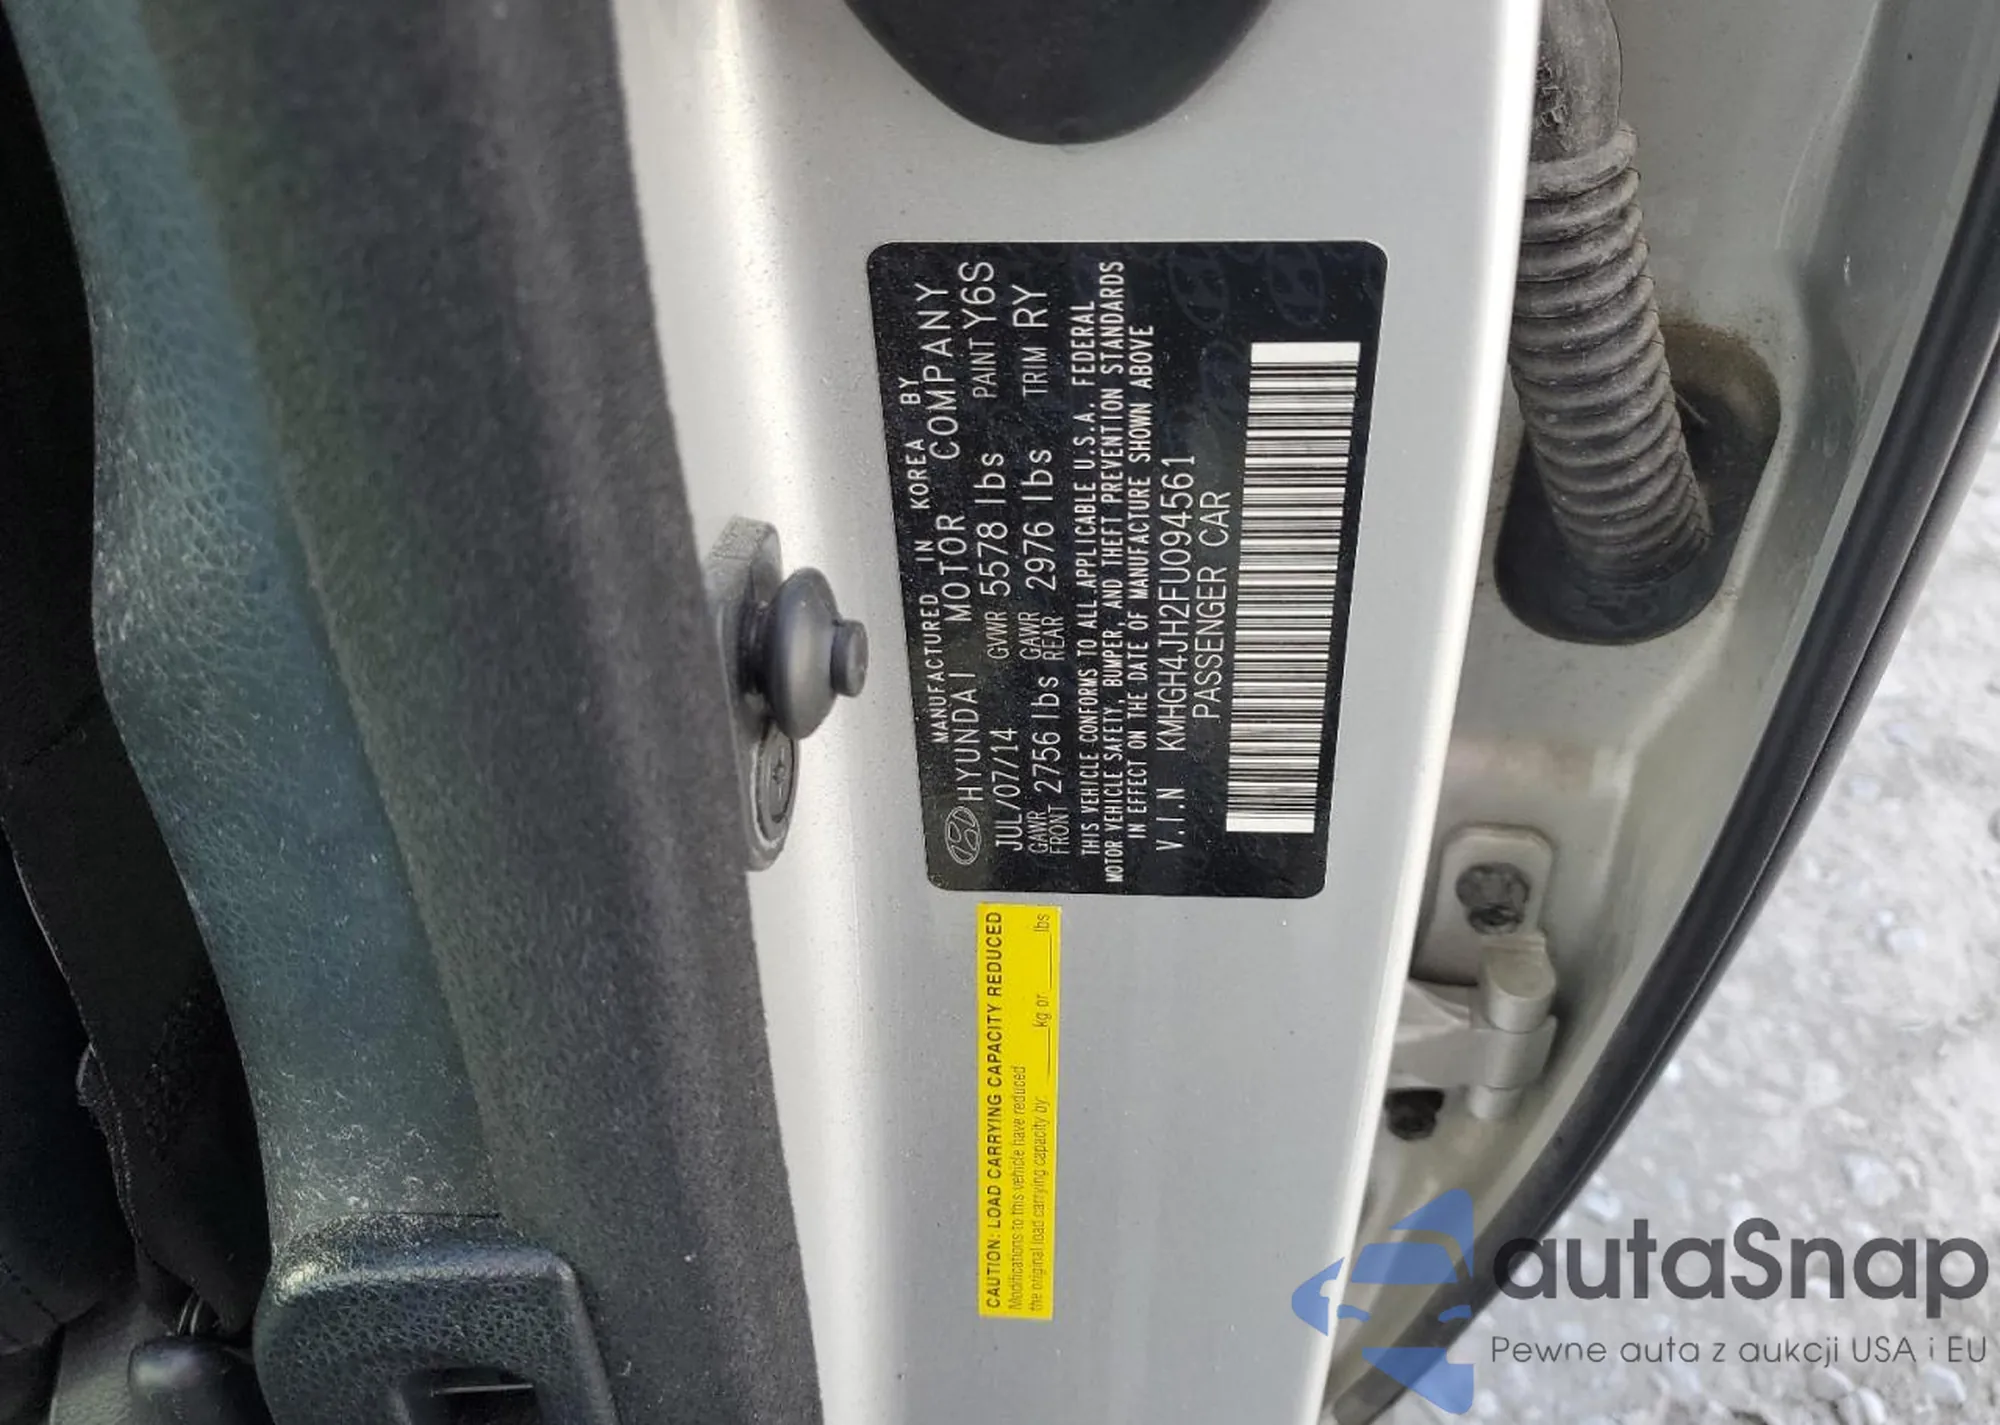 MANUFACTURED IN KOREA BY
HYUNDAI MOTOR COMPANY
JUL/07/14 GVWR 5578 lbs PAINT Y6S
GAWR FRONT 2756 lbs GAWR REAR 2976 lbs TRIM RY
THIS VEHICLE CONFORMS TO ALL APPLICABLE U.S.A. FEDERAL
MOTOR VEHICLE SAFETY, BUMPER, AND THEFT PREVENTION STANDARDS
IN EFFECT ON THE DATE OF MANUFACTURE SHOWN ABOVE
V.I.N KMHGH4JH2FU094561
PASSENGER CAR
CAUTION: LOAD CARRYING CAPACITY REDUCED
Modifications to this vehicle have reduced
the original load carrying capacity by ____kg or ____lbs
autaSnap
Pewne auta z aukcji USA i EU